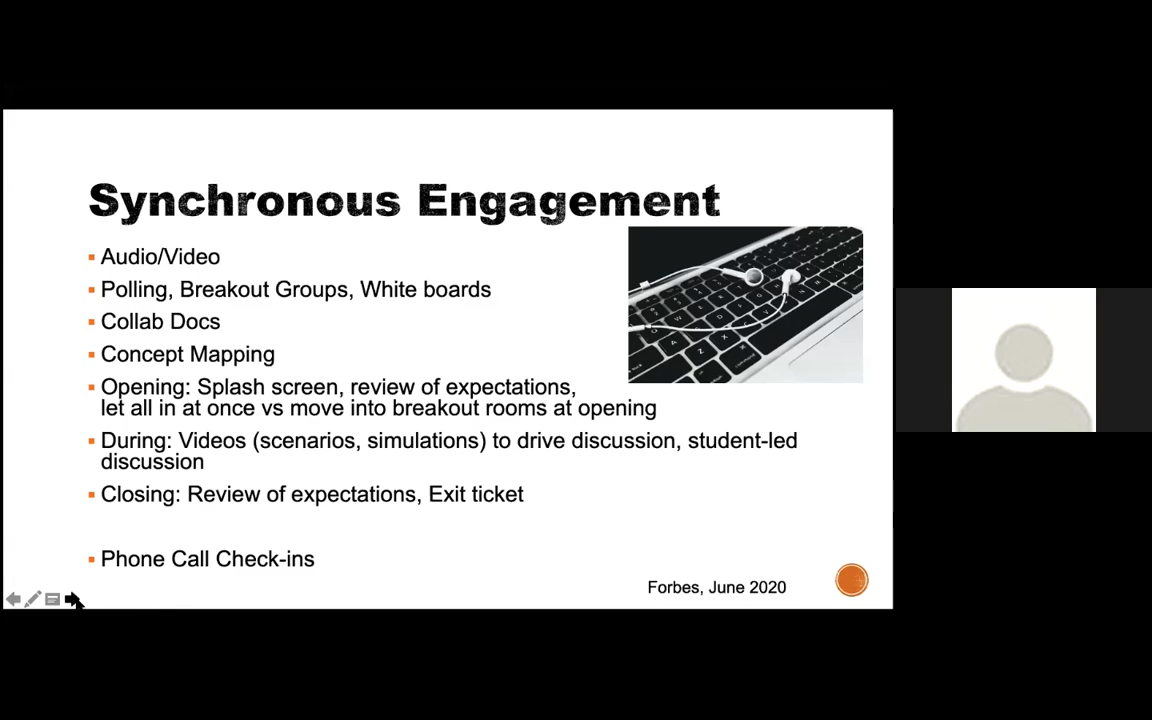 Synchronous Engagement
Audio/Video
Polling, Breakout Groups, White boards
Collab Docs
Concept Mapping
Opening: Splash screen, review of expectations,
let all in at once vs move into breakout rooms at opening
During: Videos (scenarios, simulations) to drive discussion, student-led
discussion
Closing: Review of expectations, Exit ticket
Phone Call Check-ins
Forbes, June 2020